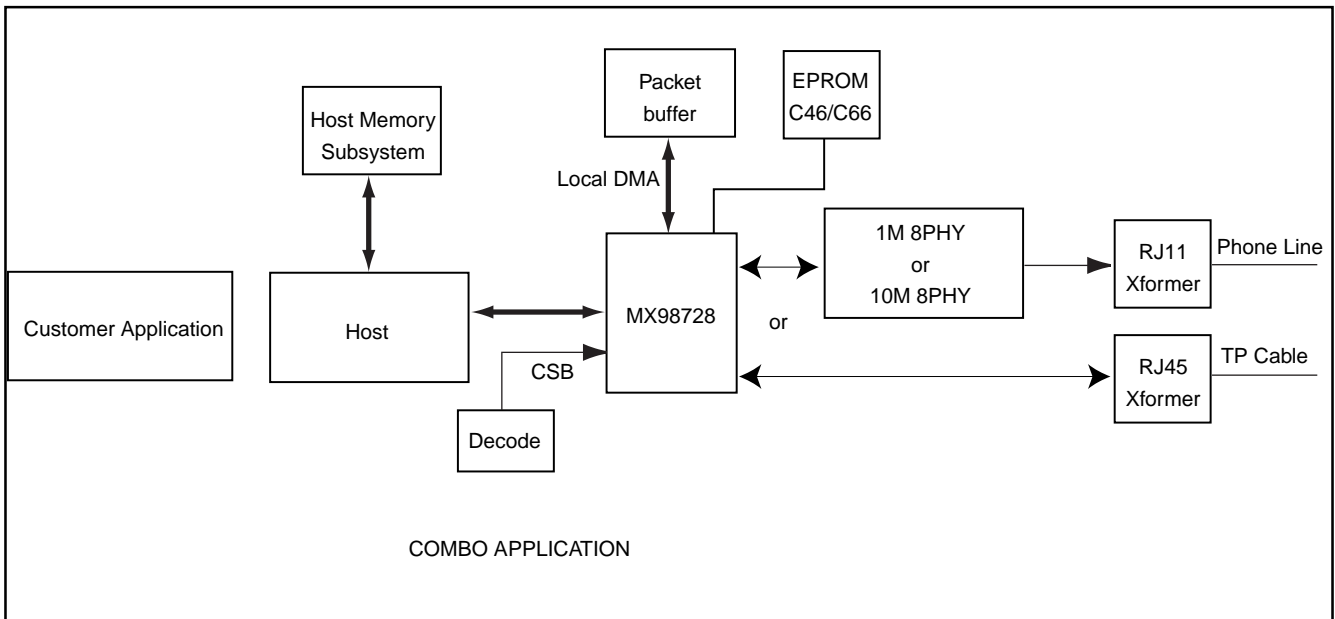 Packet
buffer
EPROM
C46/C66
Host Memory
Subsystem
Local DMA
1M 8PHY
or
10M 8PHY
RJ11
Xformer
Phone Line
Customer Application
Host
MX98728
or
CSB
RJ45
Xformer
TP Cable
Decode
COMBO APPLICATION